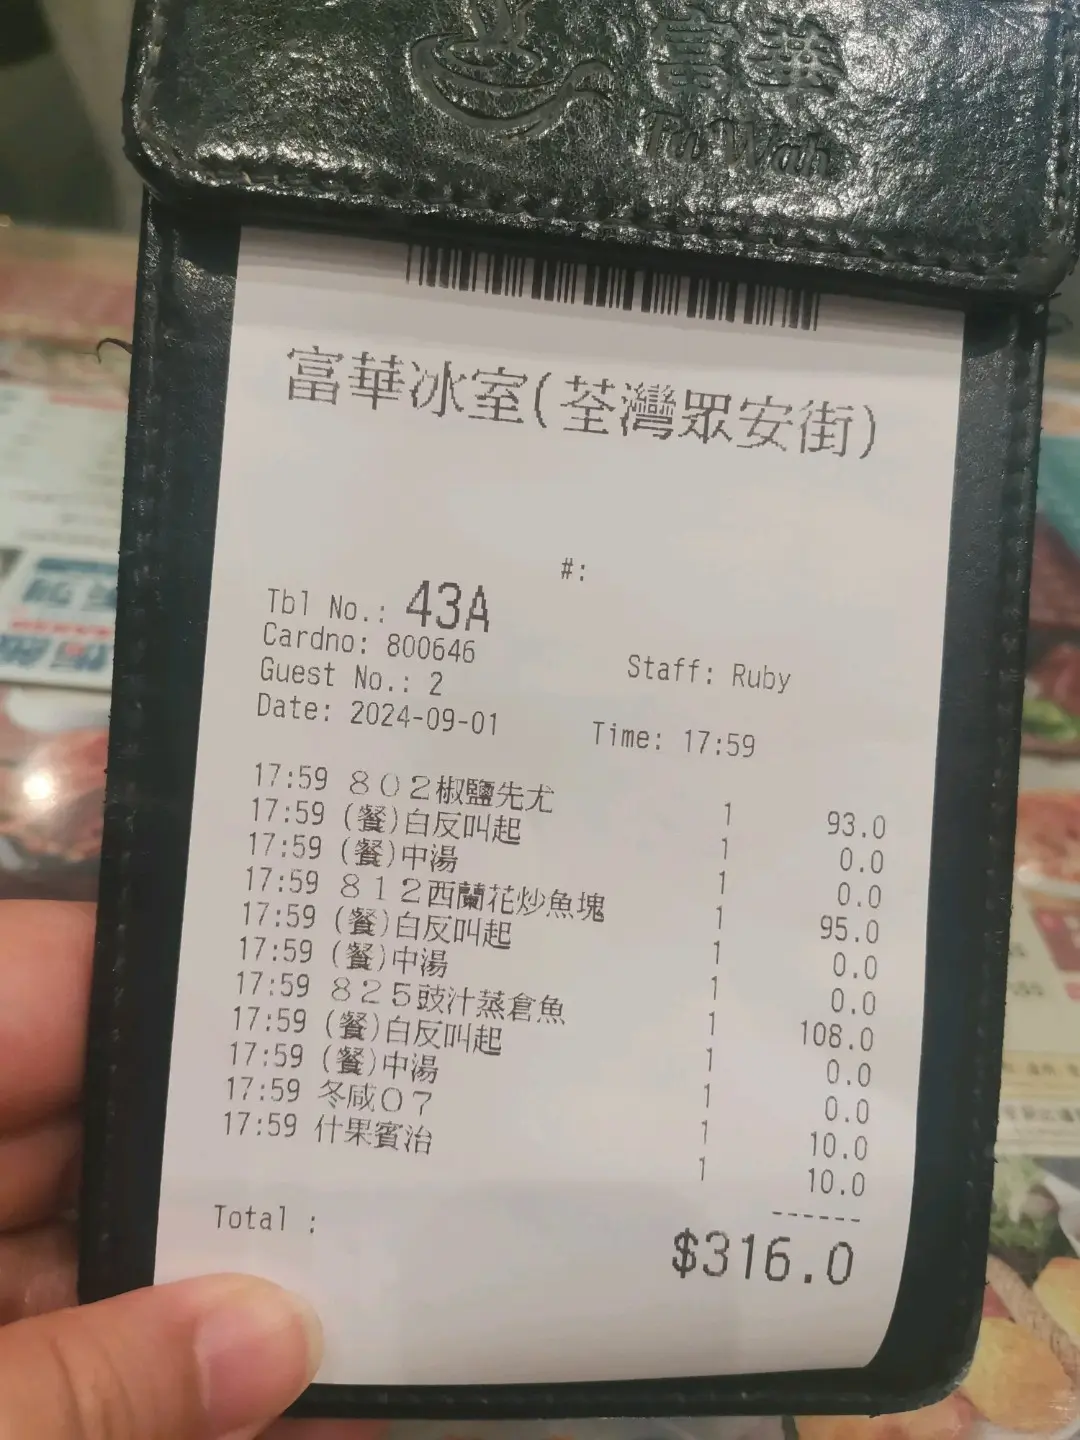 富華
Fu Wah
富華冰室(荃灣眾安街)
#:
Tbl No.: 43A
Cardno: 800646
Staff: Ruby
Guest No.: 2
Date: 2024-09-01 Time: 17:59
17:59 802椒鹽先尤 1 93.0
17:59 (餐)白反叫起 1 0.0
17:59 (餐)中湯 1 0.0
17:59 812西蘭花炒魚塊 1 95.0
17:59 (餐)白反叫起 1 0.0
17:59 (餐)中湯 1 0.0
17:59 825豉汁蒸倉魚 1 108.0
17:59 (餐)白反叫起 1 0.0
17:59 (餐)中湯 1 0.0
17:59 冬咸07 1 10.0
17:59 什果賓治 1 10.0
Total : $316.0